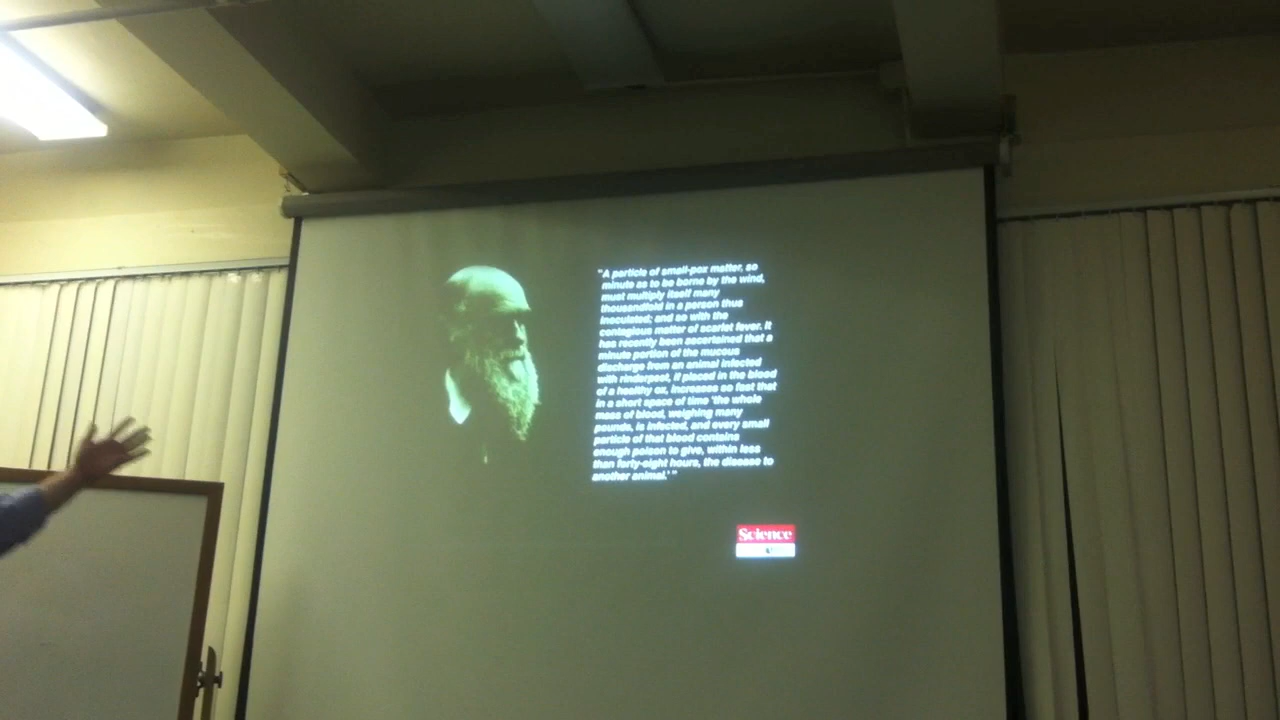 "A particle of small-pox matter, so
minute as to be borne by the wind,
must multiply itself many
thousandfold in a person thus
inoculated; and so with the
contagious matter of scarlet fever. It
has recently been ascertained that a
minute portion of the mucous
discharge from an animal infected
with rinderpest, if placed in the blood
of a healthy ox, increases so fast that
in a short space of time 'the whole
mass of blood, weighing many
pounds, is infected, and every small
particle of that blood contains
enough poison to give, within less
than forty-eight hours, the disease to
another animal.' "
Science